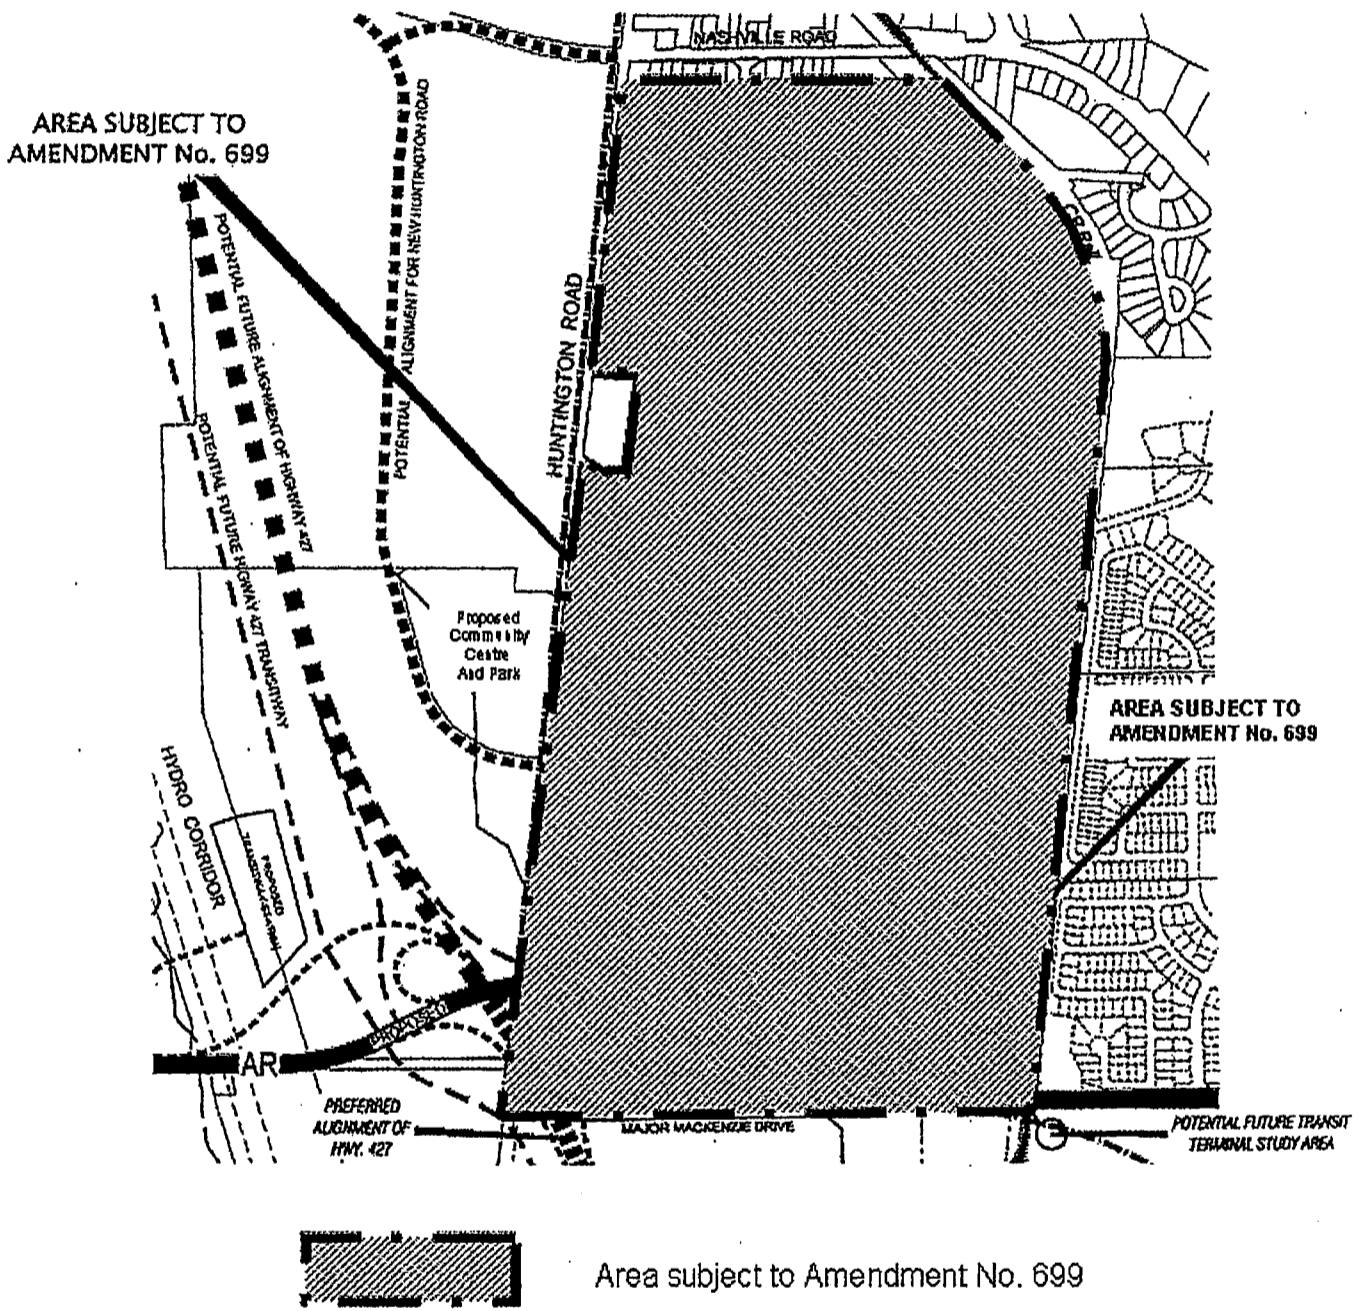 NASHVILLE ROAD
AREA SUBJECT TO
AMENDMENT No. 699
POTENTIAL ALIGNMENT FOR NEW HUNTINGTON ROAD
POTENTIAL FUTURE ALIGNMENT OF HIGHWAY 427
POTENTIAL FUTURE HIGWAY 427 TRANSITWAY
HUNTINGTON ROAD
Proposed
Community
Centre
And Park
AREA SUBJECT TO
AMENDMENT No. 699
HYDRO CORRIDOR
PROPOSED
PROPOSED
AR
PREFERRED
ALIGNMENT OF
HWY. 427
MAJOR MACKENZIE DRIVE
POTENTIAL FUTURE TRANSIT
TERMINAL STUDY AREA
Area subject to Amendment No. 699